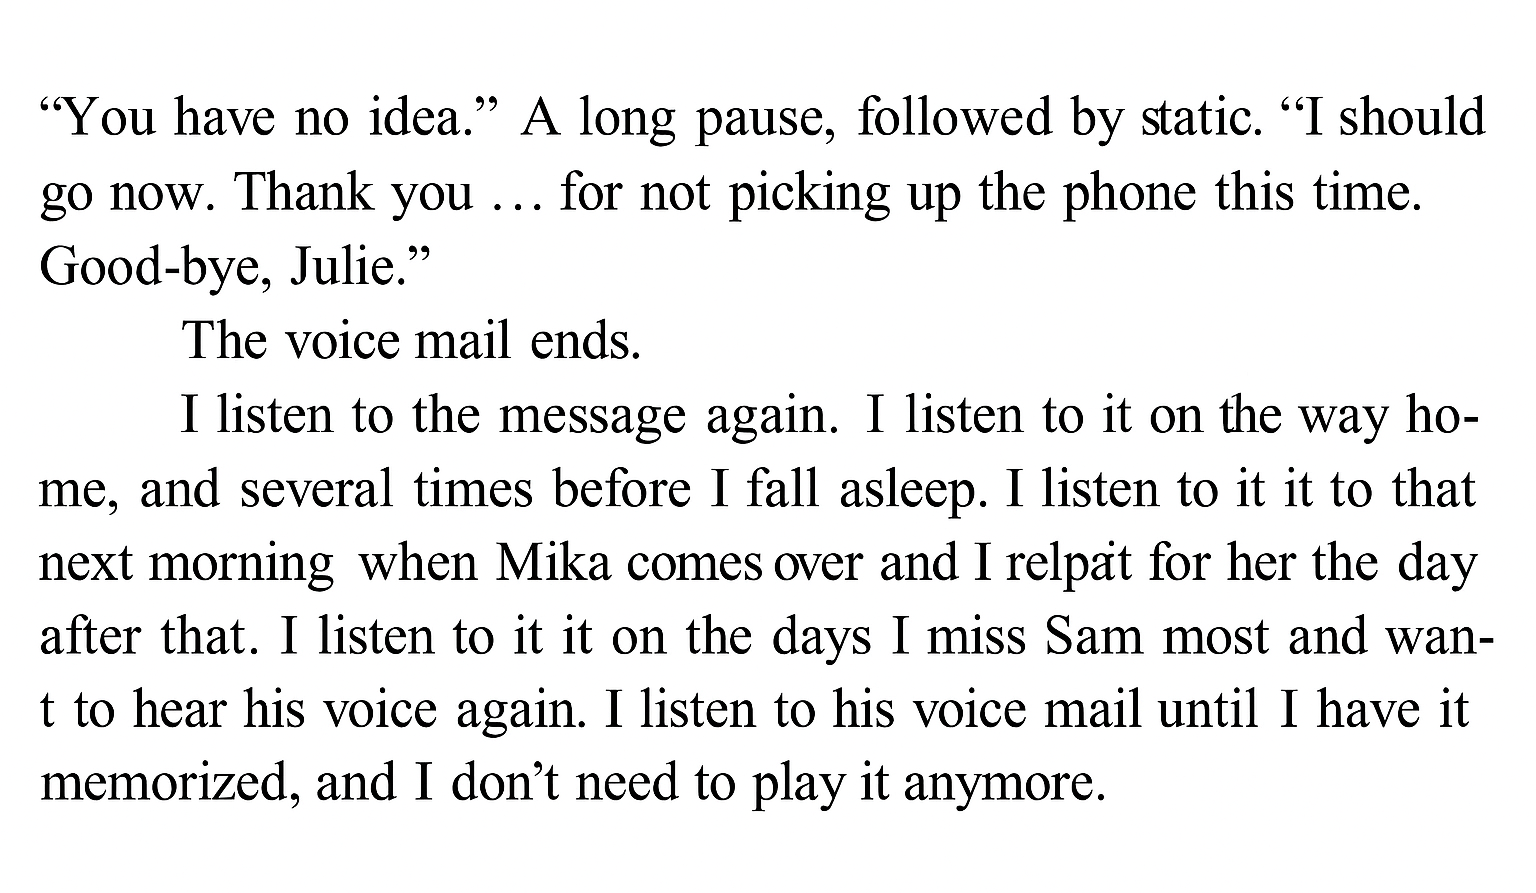 “You have no idea.” A long pause, followed by static. “I should
go now. Thank you … for not picking up the phone this time.
Good-bye, Julie.”
The voice mail ends.
I listen to the message again. I listen to it on the way ho-
me, and several times before I fall asleep. I listen to it it to that
next morning when Mika comes over and I relpat for her the day
after that. I listen to it it on the days I miss Sam most and wan-
t to hear his voice again. I listen to his voice mail until I have it
memorized, and I don’t need to play it anymore.